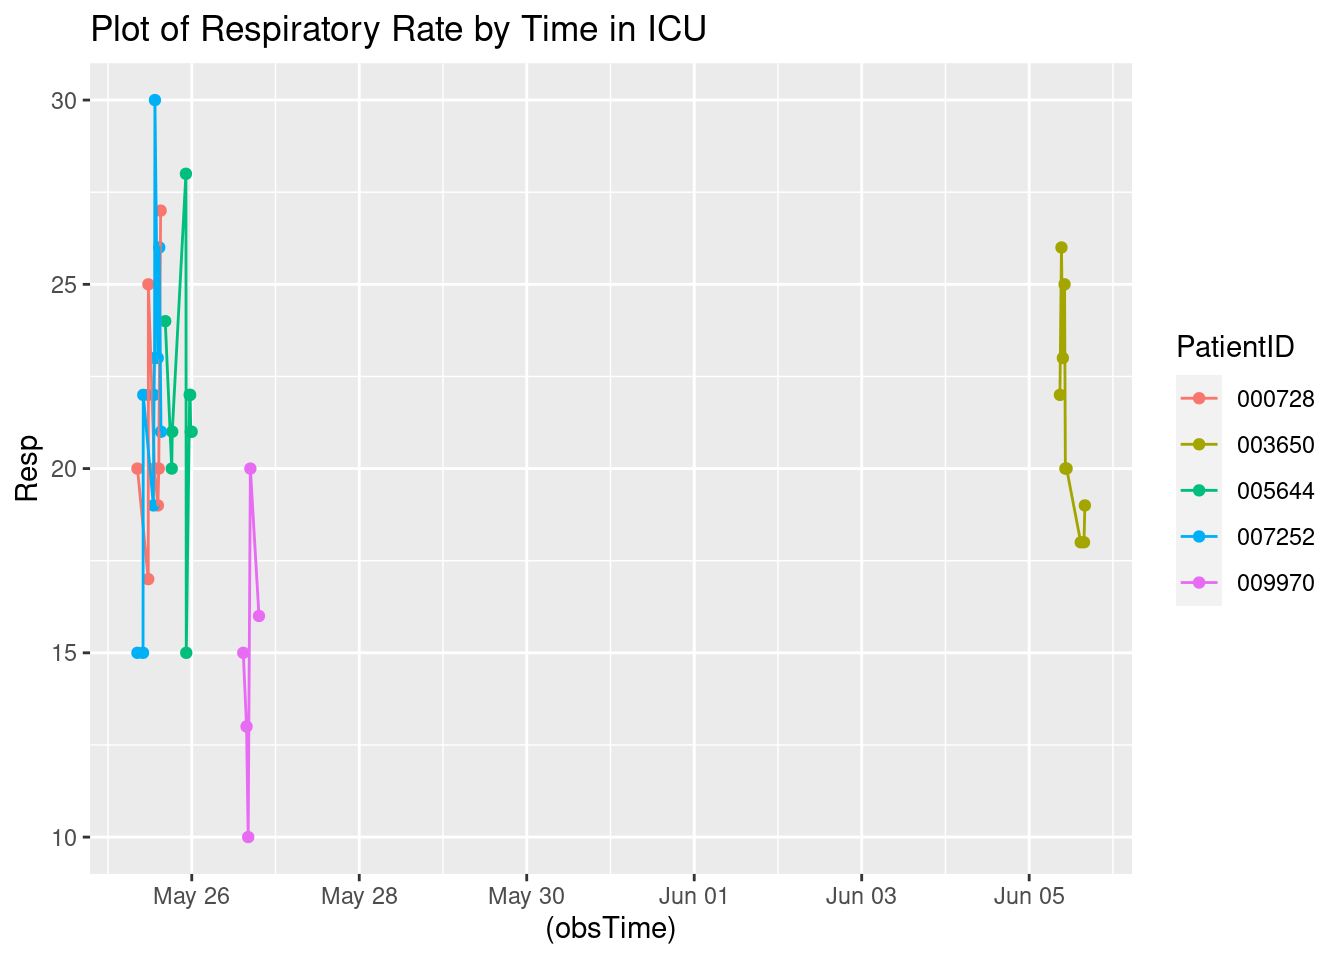 Plot of Respiratory Rate by Time in ICU
30
25
20
15
10
Resp
May 26
May 28
May 30
Jun 01
Jun 03
Jun 05
(obsTime)
PatientID
000728
003650
005644
007252
009970